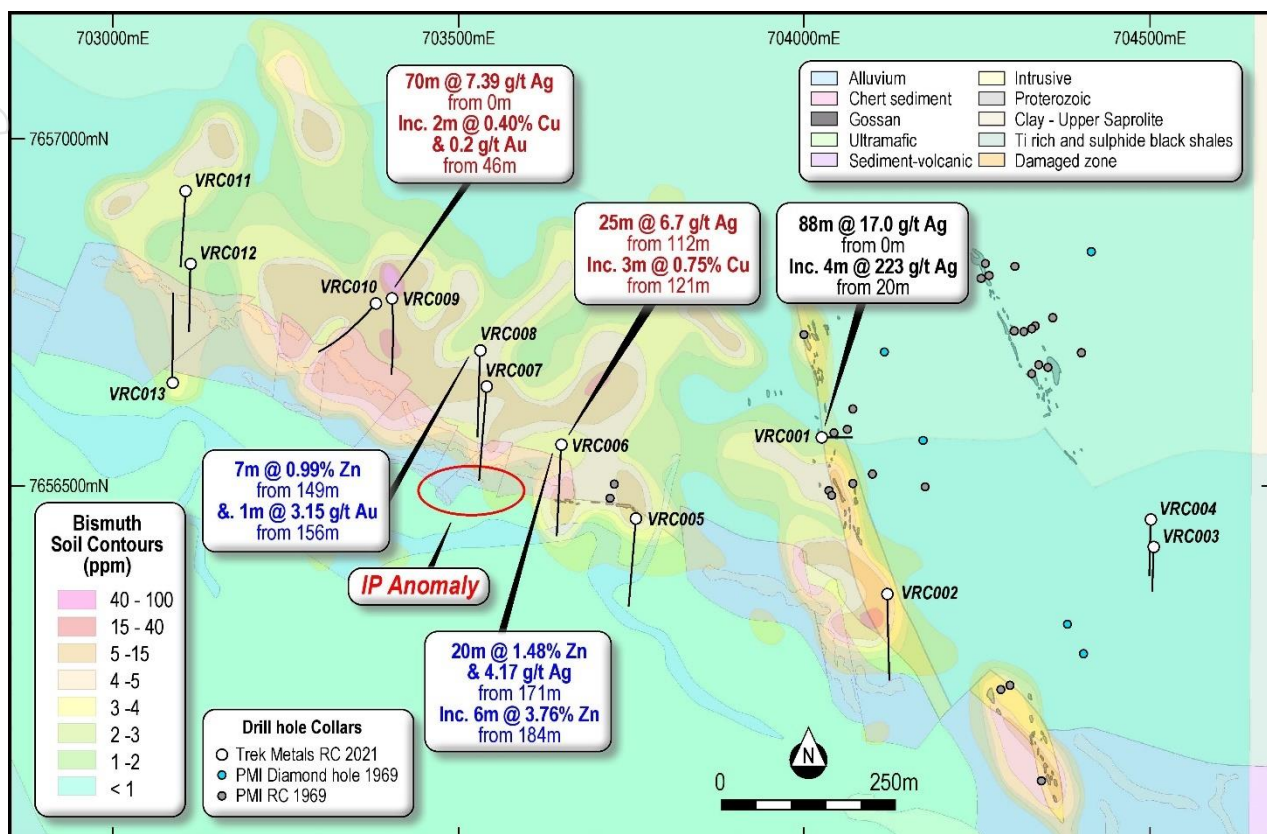 703000mE
703500mE
704000mE
704500mE
7657000mN
7656500mN
70m @ 7.39 g/t Ag
from 0m
Inc. 2m @ 0.40% Cu
& 0.2 g/t Au
from 46m
25m @ 6.7 g/t Ag
from 112m
Inc. 3m @ 0.75% Cu
from 121m
88m @ 17.0 g/t Ag
from 0m
Inc. 4m @ 223 g/t Ag
from 20m
Alluvium
Chert sediment
Gossan
Ultramafic
Sediment-volcanic
Intrusive
Proterozoic
Clay - Upper Saprolite
Ti rich and sulphide black shales
Damaged zone
VRC011
VRC012
VRC010
VRC009
VRC008
VRC007
VRC013
VRC006
VRC001
VRC005
VRC004
VRC003
VRC002
7m @ 0.99% Zn
from 149m
&. 1m @ 3.15 g/t Au
from 156m
IP Anomaly
20m @ 1.48% Zn
& 4.17 g/t Ag
from 171m
Inc. 6m @ 3.76% Zn
from 184m
Bismuth
Soil Contours
(ppm)
40 - 100
15 - 40
5 -15
4 -5
3 -4
2 -3
1 -2
< 1
Drill hole Collars
Trek Metals RC 2021
PMI Diamond hole 1969
PMI RC 1969
N
0
250m